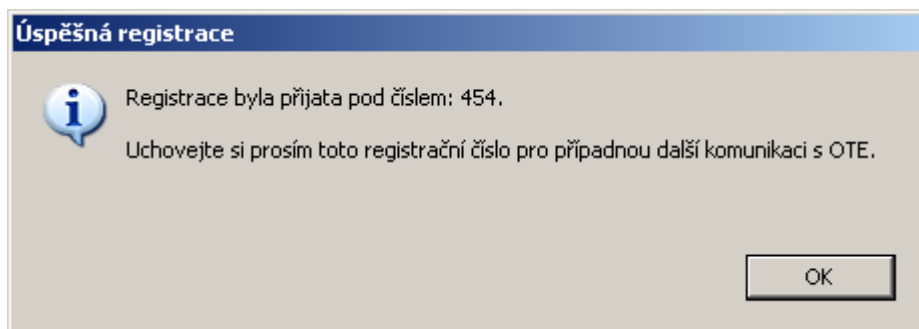 Úspěšná registrace
Registrace byla přijata pod číslem: 454.
Uchovejte si prosím toto registrační číslo pro případnou další komunikaci s OTE.
OK